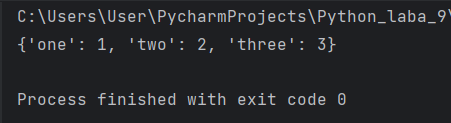 C:\Users\User\PycharmProjects\Python_laba_9\
{'one': 1, 'two': 2, 'three': 3}
Process finished with exit code 0